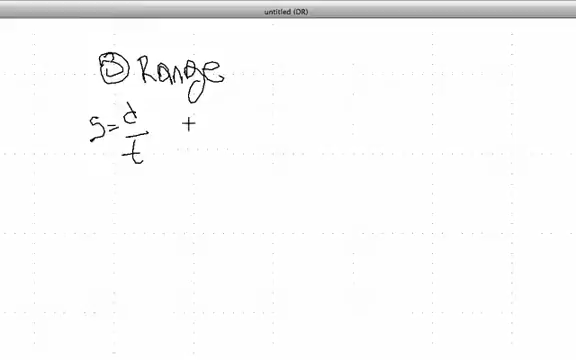 untitled (DR)
③ Range
S = d/t +